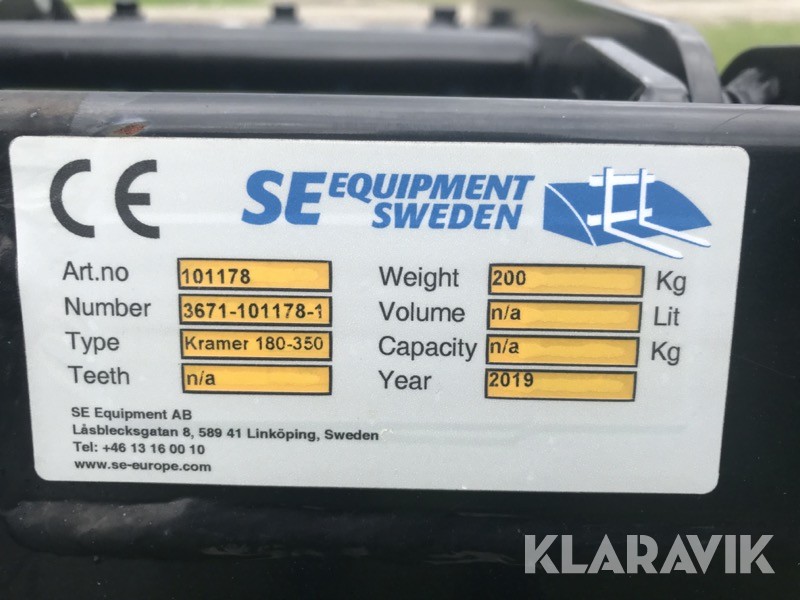 CE
SE EQUIPMENT SWEDEN
Art.no 101178
Number 3671-101178-1
Type Kramer 180-350
Teeth n/a
Weight 200 Kg
Volume n/a Lit
Capacity n/a Kg
Year 2019
SE Equipment AB
Låsblecksgatan 8, 589 41 Linköping, Sweden
Tel: +46 13 16 00 10
www.se-europe.com
KLARAVIK